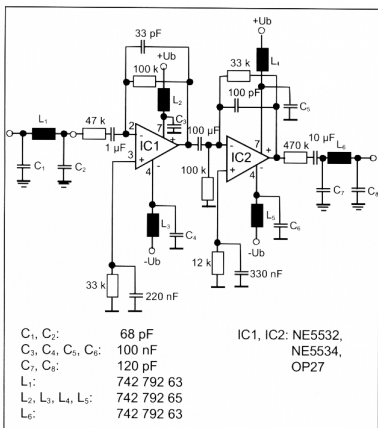 33 pF
+Ub
+Ub
100 k
33 k
L₄
L₂
100 pF
L₁
47 k
C₃
100 µF
C₅
1 µF
2
7
+
-
7
+
-
IC1
IC2
470 k
10 µF
L₆
3
+
4
-
100 k
+
4
-
C₁
C₂
C₇
C₈
L₃
C₄
L₅
C₆
-Ub
-Ub
33 k
220 nF
12 k
330 nF
C₁, C₂: 68 pF
C₃, C₄, C₅, C₆: 100 nF
C₇, C₈: 120 pF
L₁: 742 792 63
L₂, L₃, L₄, L₅: 742 792 65
L₆: 742 792 63
IC1, IC2: NE5532,
NE5534,
OP27